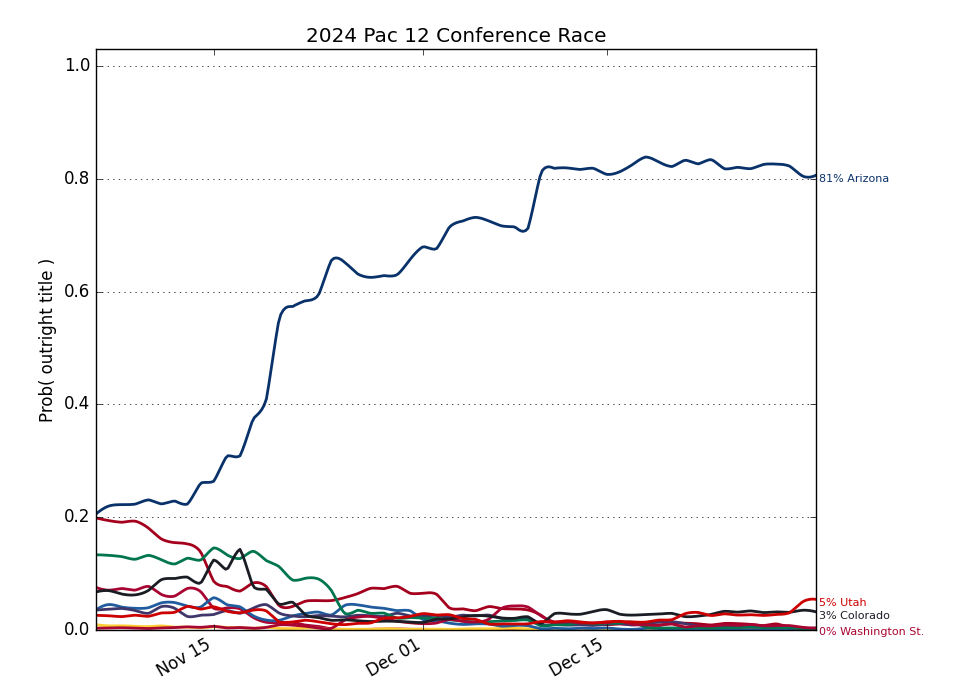 2024 Pac 12 Conference Race
Prob( outright title )
1.0
0.8
0.6
0.4
0.2
0.0
81% Arizona
5% Utah
3% Colorado
0% Washington St.
Nov 15
Dec 01
Dec 15